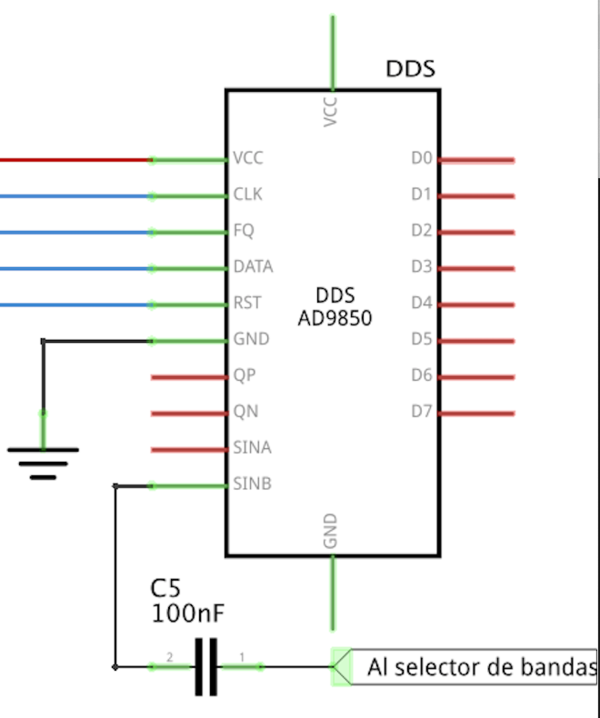 DDS
VCC
VCC
CLK
FQ
DATA
RST
GND
QP
QN
SINA
SINB
D0
D1
D2
D3
D4
D5
D6
D7
DDS
AD9850
GND
C5
100nF
2
1
Al selector de bandas